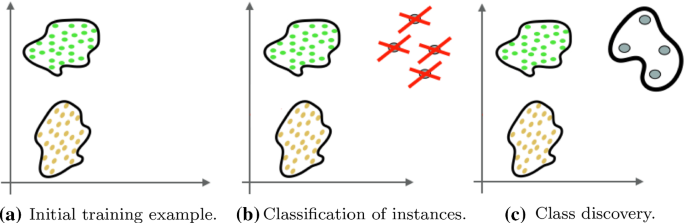 (a) Initial training example. (b) Classification of instances. (c) Class discovery.